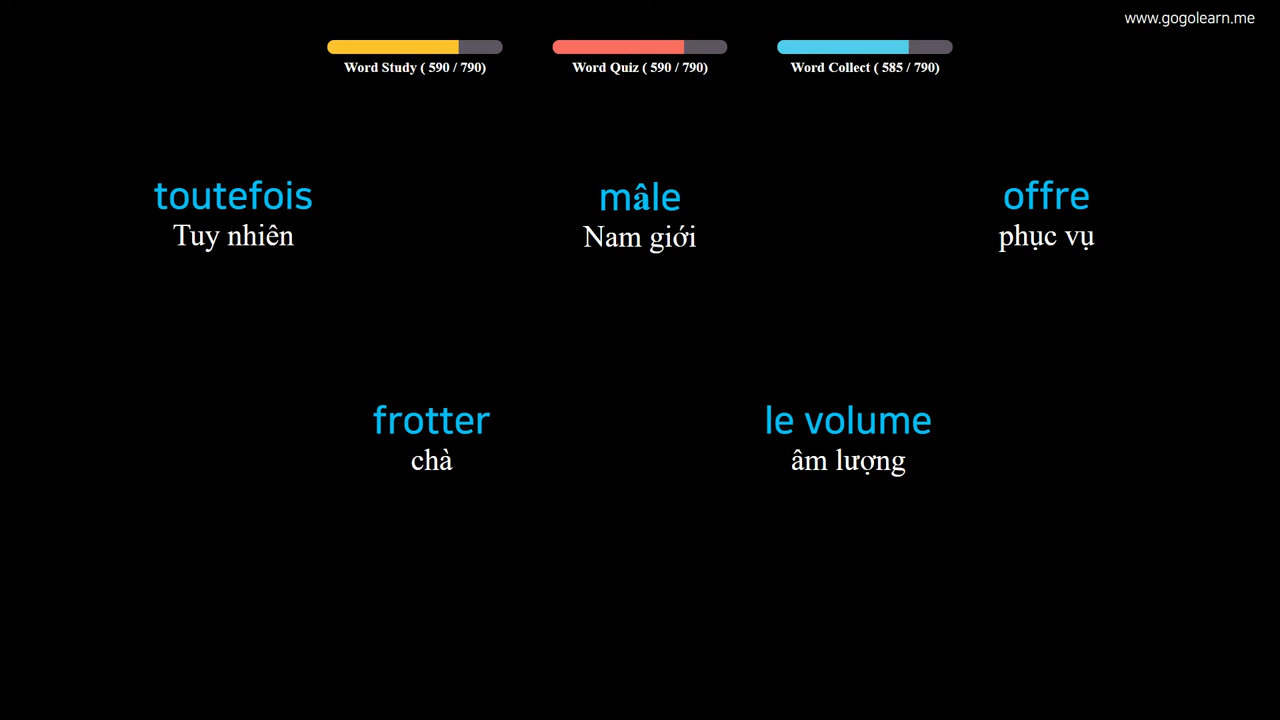 www.gogolearn.me
Word Study ( 590 / 790)
Word Quiz ( 590 / 790)
Word Collect ( 585 / 790)
toutefois
Tuy nhiên
mâle
Nam giới
offre
phục vụ
frotter
chà
le volume
âm lượng